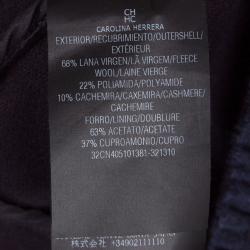 CH
HC
CAROLINA HERRERA
EXTERIOR/RECUBRIMIENTO/OUTERSHELL/
EXTÉRIEUR
68% LANA VIRGEN/LÃ VIRGEM/FLEECE
WOOL/LAINE VIERGE
22% POLIAMIDA/POLYAMIDE
10% CACHEMIRA/CAXEMIRA/CASHMERE/
CACHEMIRE
FORRO/LINING/DOUBLURE
63% ACETATO/ACETATE
37% CUPROAMONIO/CUPRO
32CN405101381-321310
株式会社 +34902111110